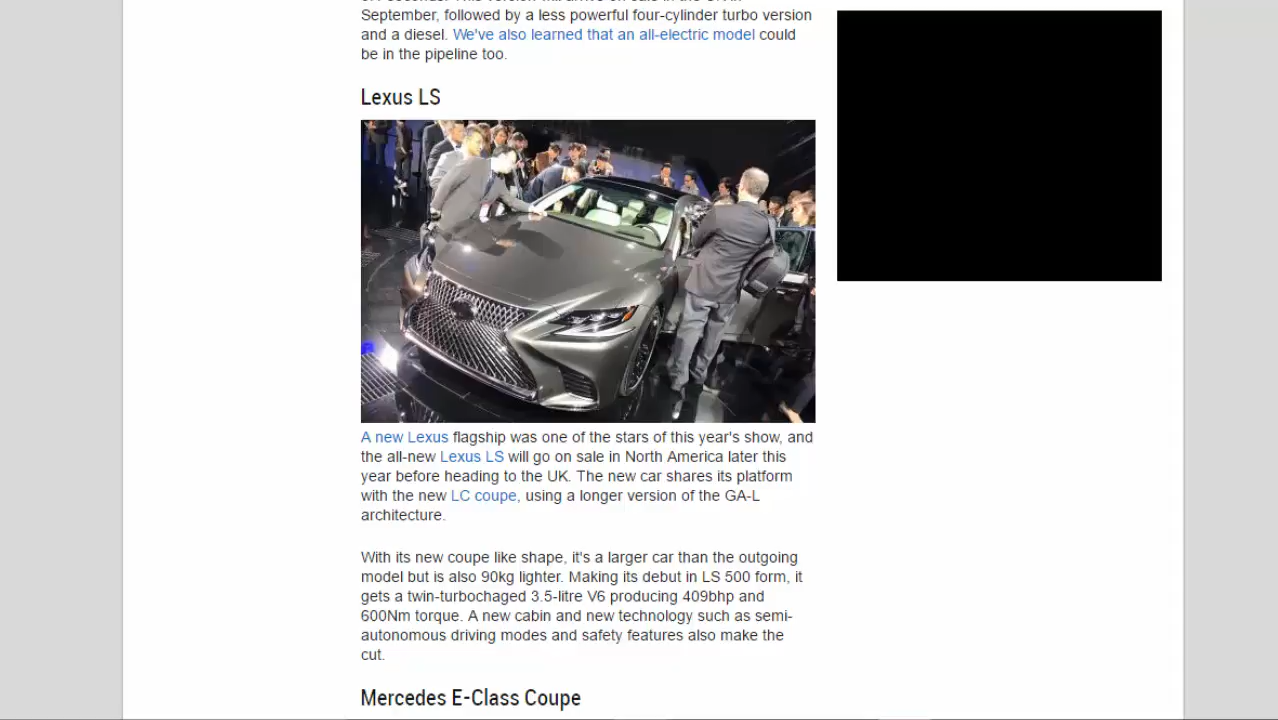 September, followed by a less powerful four-cylinder turbo version
and a diesel. We've also learned that an all-electric model could
be in the pipeline too.
Lexus LS
A new Lexus flagship was one of the stars of this year's show, and
the all-new Lexus LS will go on sale in North America later this
year before heading to the UK. The new car shares its platform
with the new LC coupe, using a longer version of the GA-L
architecture.
With its new coupe like shape, it's a larger car than the outgoing
model but is also 90kg lighter. Making its debut in LS 500 form, it
gets a twin-turbochaged 3.5-litre V6 producing 409bhp and
600Nm torque. A new cabin and new technology such as semi-
autonomous driving modes and safety features also make the
cut.
Mercedes E-Class Coupe